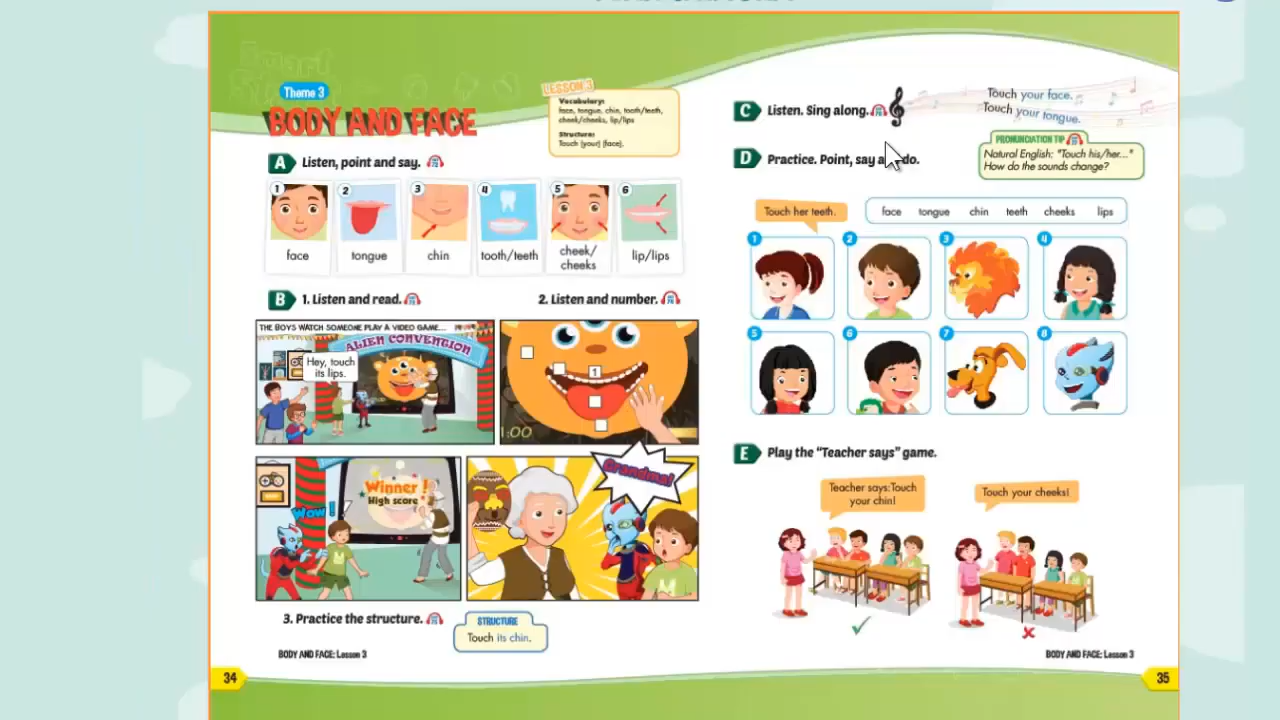 Smart
Theme 3
BODY AND FACE
LESSON 3
Vocabulary:
face, tongue, chin, tooth/teeth,
cheek/cheeks, lip/lips
Structure:
Touch [your] [face].
A Listen, point and say.
1
2
3
4
5
6
face
tongue
chin
tooth/teeth
cheek/
cheeks
lip/lips
B 1. Listen and read.
2. Listen and number.
THE BOYS WATCH SOMEONE PLAY A VIDEO GAME...
ALIEN CONVENTION
Hey, touch
its lips.
1
1:00
Winner !
High score
Wow !
Grandma!
M
M
3. Practice the structure.
STRUCTURE
Touch its chin.
BODY AND FACE: Lesson 3
34
C Listen. Sing along.
Touch your face.
Touch your tongue.
D Practice. Point, say a do.
PRONUNCIATION TIP
Natural English: "Touch his/her..."
How do the sounds change?
Touch her teeth.
face tongue chin teeth cheeks lips
1
2
3
4
5
6
7
8
E Play the "Teacher says" game.
Teacher says:Touch
your chin!
Touch your cheeks!
BODY AND FACE: Lesson 3
35